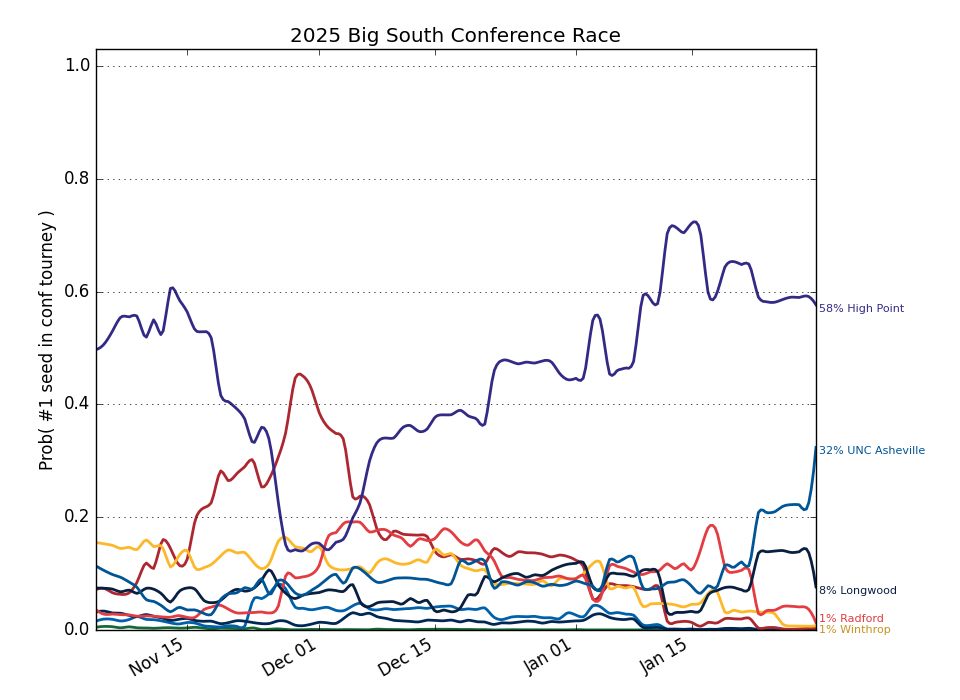 2025 Big South Conference Race
Prob( #1 seed in conf tourney )
1.0
0.8
0.6
0.4
0.2
0.0
Nov 15
Dec 01
Dec 15
Jan 01
Jan 15
58% High Point
32% UNC Asheville
8% Longwood
1% Radford
1% Winthrop